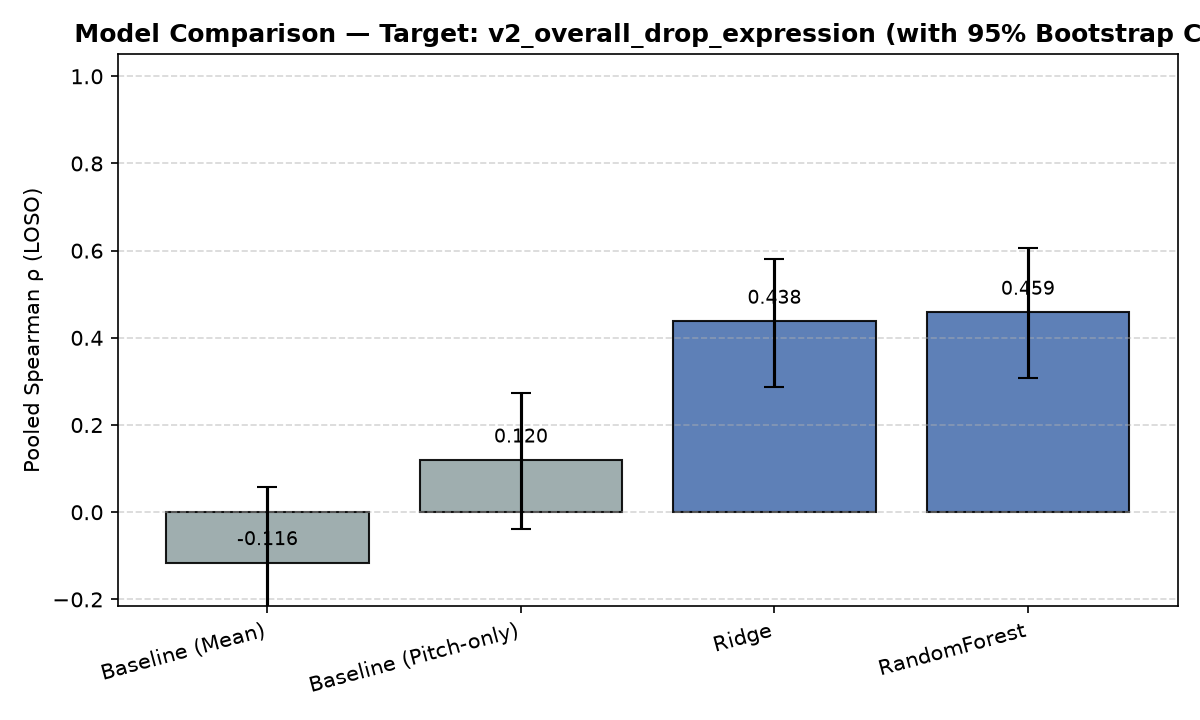 Model Comparison — Target: v2_overall_drop_expression (with 95% Bootstrap C
Pooled Spearman ρ (LOSO)
1.0
0.8
0.6
0.4
0.2
0.0
−0.2
-0.116
0.120
0.438
0.459
Baseline (Mean)
Baseline (Pitch-only)
Ridge
RandomForest